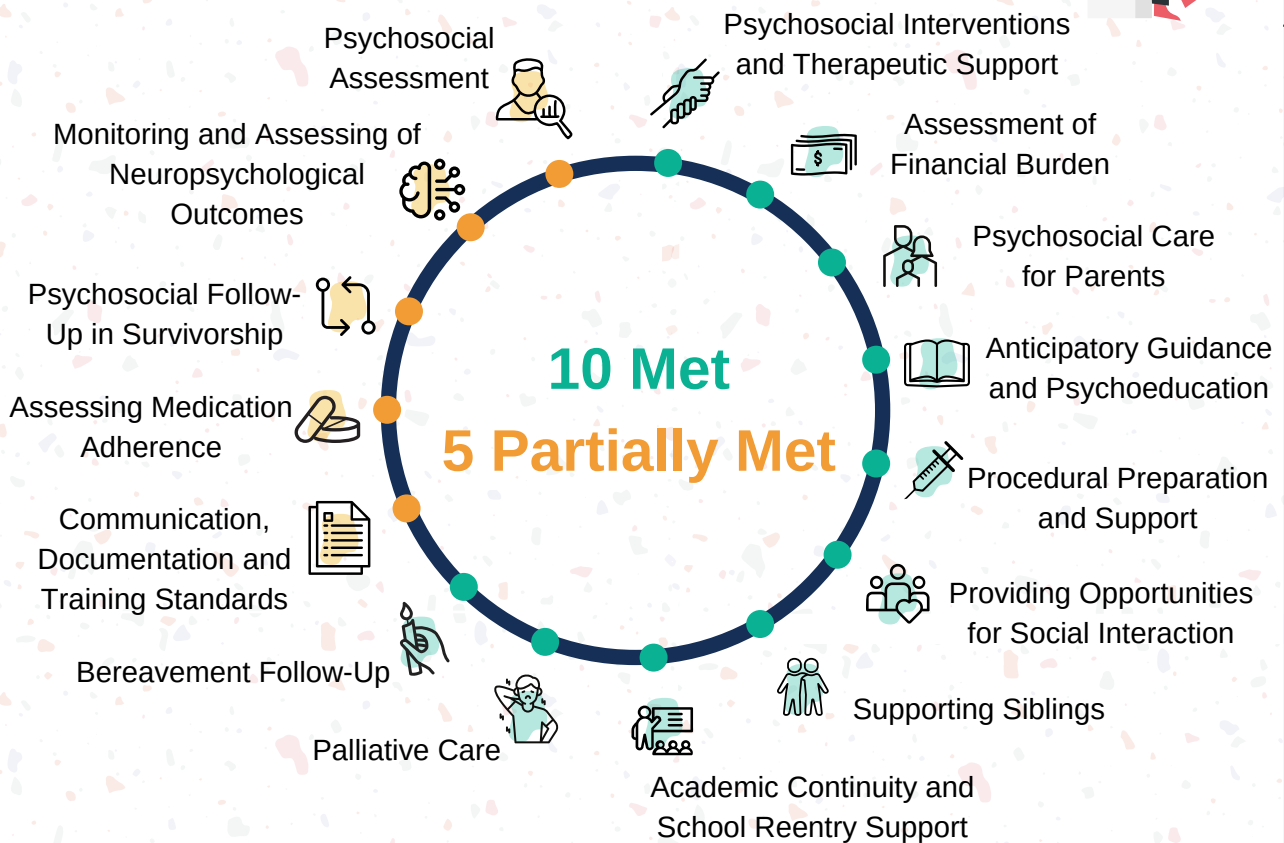 Psychosocial
Assessment
Psychosocial Interventions
and Therapeutic Support
Assessment of
Financial Burden
$
Psychosocial Care
for Parents
Anticipatory Guidance
and Psychoeducation
Procedural Preparation
and Support
Providing Opportunities
for Social Interaction
Supporting Siblings
Academic Continuity and
School Reentry Support
Palliative Care
Bereavement Follow-Up
Communication,
Documentation and
Training Standards
Assessing Medication
Adherence
Psychosocial Follow-
Up in Survivorship
Monitoring and Assessing of
Neuropsychological
Outcomes
10 Met
5 Partially Met